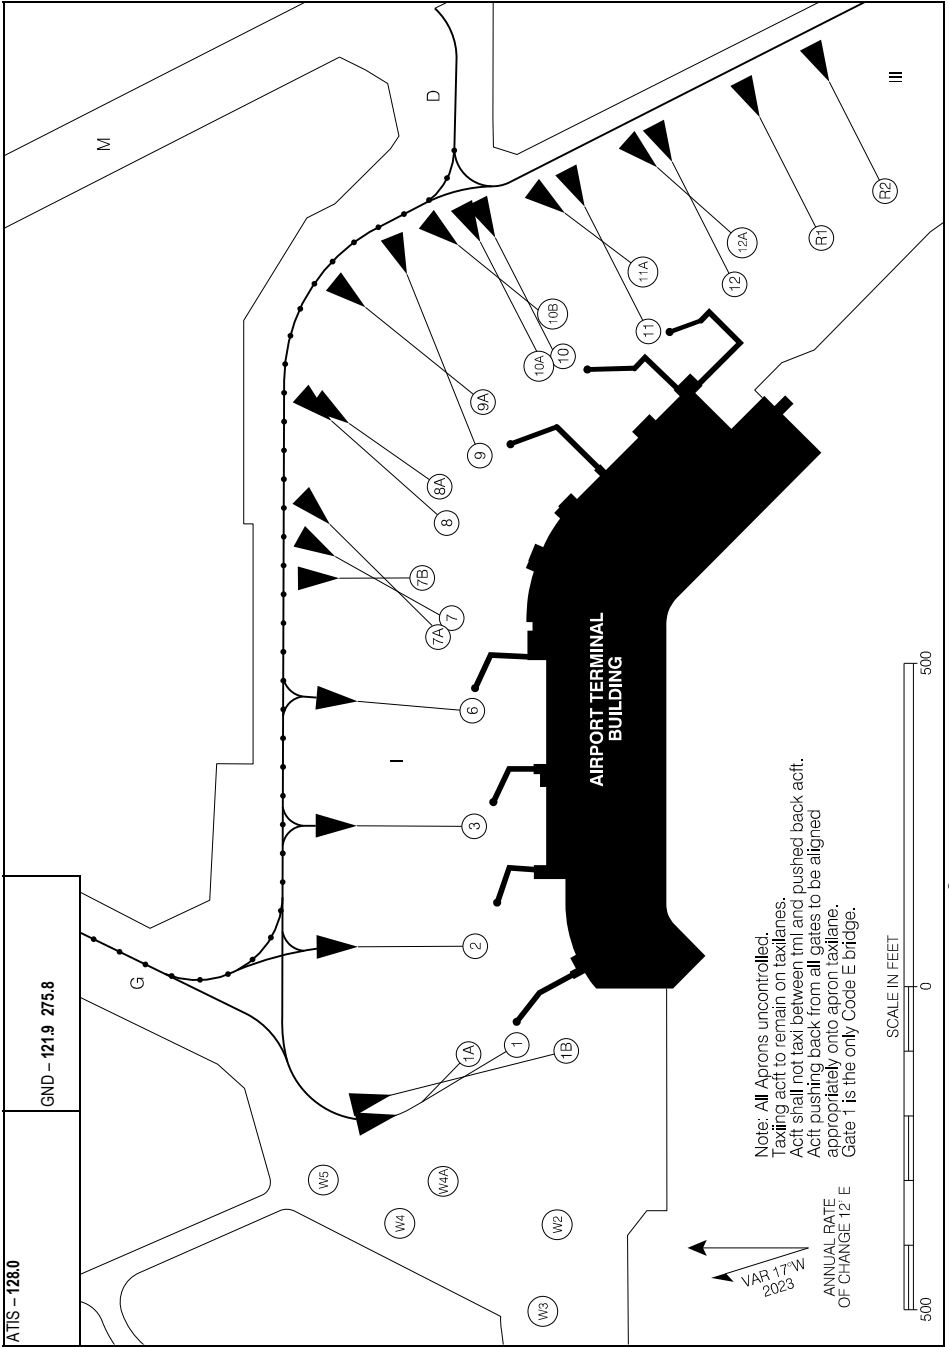 ATIS – 128.0
GND – 121.9 275.8
M
D
G
I
III
W5
W4
W4A
W3
W2
1A
1
1B
2
3
6
7A
7
7B
8
8A
9
9A
10A
10
10B
11
11A
12
12A
R1
R2
AIRPORT TERMINAL
BUILDING
Note: All Aprons uncontrolled.
Taxiing acft to remain on taxilanes.
Acft shall not taxi between tml and pushed back acft.
Acft pushing back from all gates to be aligned
appropriately onto apron taxilane.
Gate 1 is the only Code E bridge.
VAR 17°W
2023
ANNUAL RATE
OF CHANGE 12' E
SCALE IN FEET
500
0
500